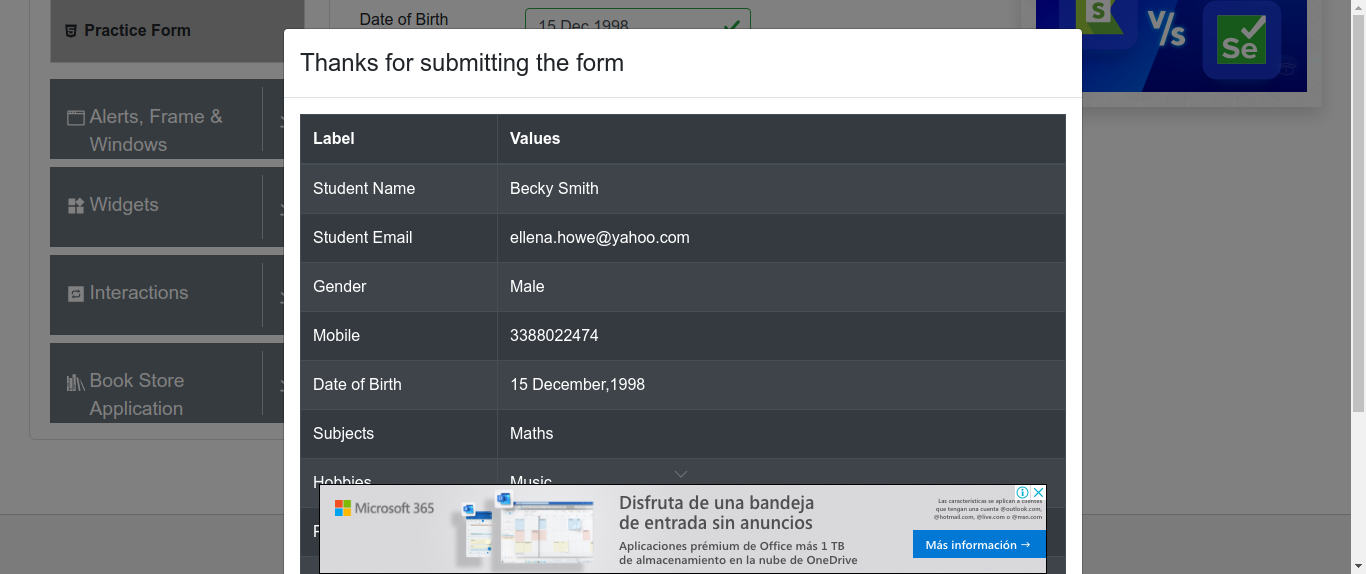 Practice Form
Alerts, Frame &
Windows
Widgets
Interactions
Book Store
Application
Date of Birth
15 Dec 1998
S
V/s
Se
Thanks for submitting the form
Label Values
Student Name Becky Smith
Student Email ellena.howe@yahoo.com
Gender Male
Mobile 3388022474
Date of Birth 15 December,1998
Subjects Maths
Hobbies Music
Microsoft 365
Disfruta de una bandeja
de entrada sin anuncios
Aplicaciones prémium de Office más 1 TB
de almacenamiento en la nube de OneDrive
Las características se aplican a clientes
que tengan una cuenta @outlook.com,
@hotmail.com, @live.com o @msn.com
Más información →